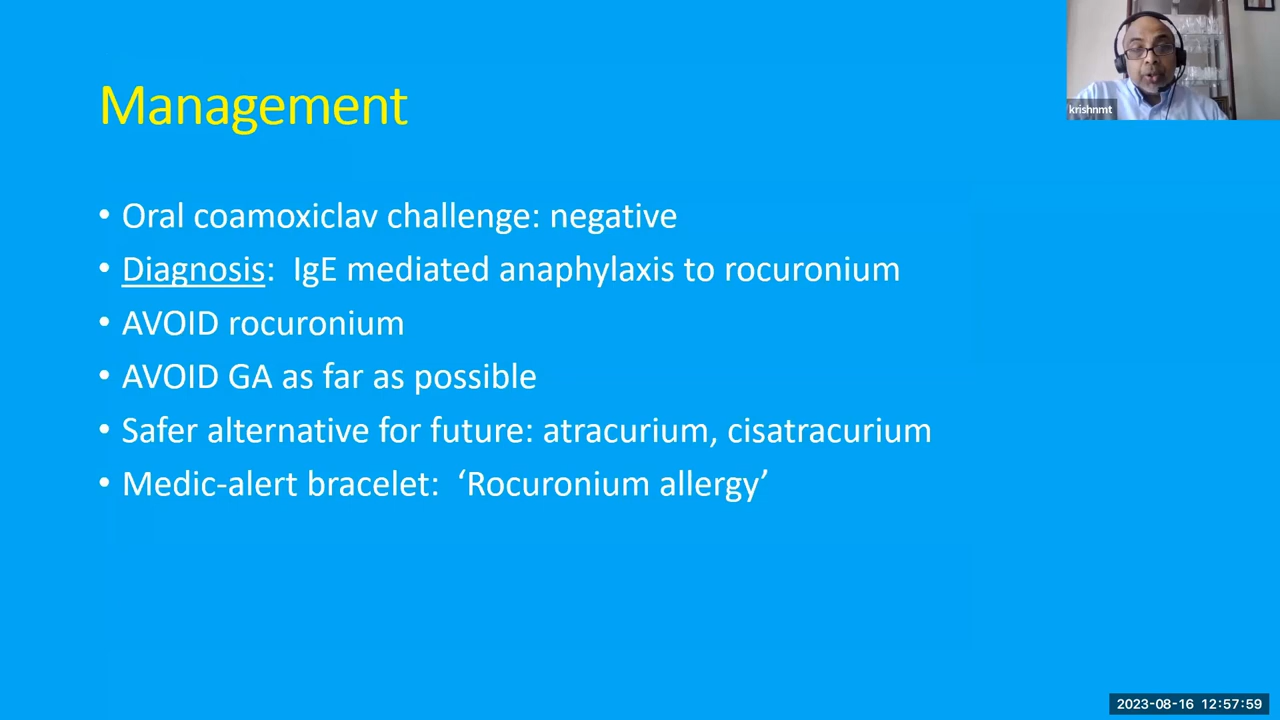 Management
krishnmt
• Oral coamoxiclav challenge: negative
• Diagnosis: IgE mediated anaphylaxis to rocuronium
• AVOID rocuronium
• AVOID GA as far as possible
• Safer alternative for future: atracurium, cisatracurium
• Medic-alert bracelet: ‘Rocuronium allergy’
2023-08-16 12:57:59